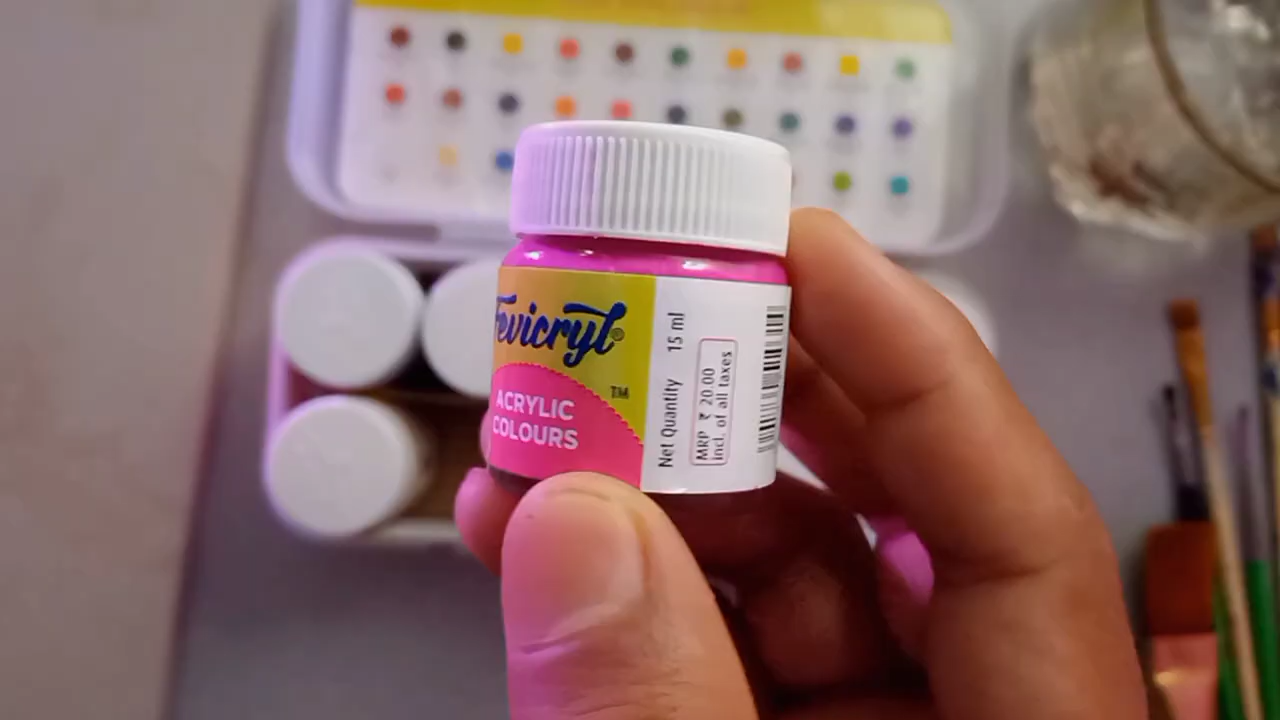 Fevicryl®
TM
ACRYLIC
COLOURS
Net Quantity 15 ml
MRP ₹ 20.00
incl. of all taxes